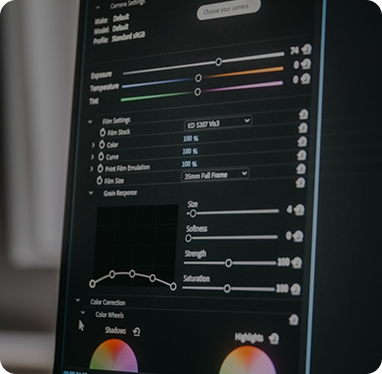 Camera Settings
Make: Default
Model: Default
Profile: Standard sRGB
Choose your camera
Exposure 74
Temperature 0
Tint 0
Film Settings
Film Stock KD 5207 Vis3
Color 100 %
Curve 100 %
Print Film Emulation 100 %
Film Size 35mm Full Frame
Grain Response
Size 4
Softness 0
Strength 100
Saturation 100
Color Correction
Color Wheels
Shadows Highlights